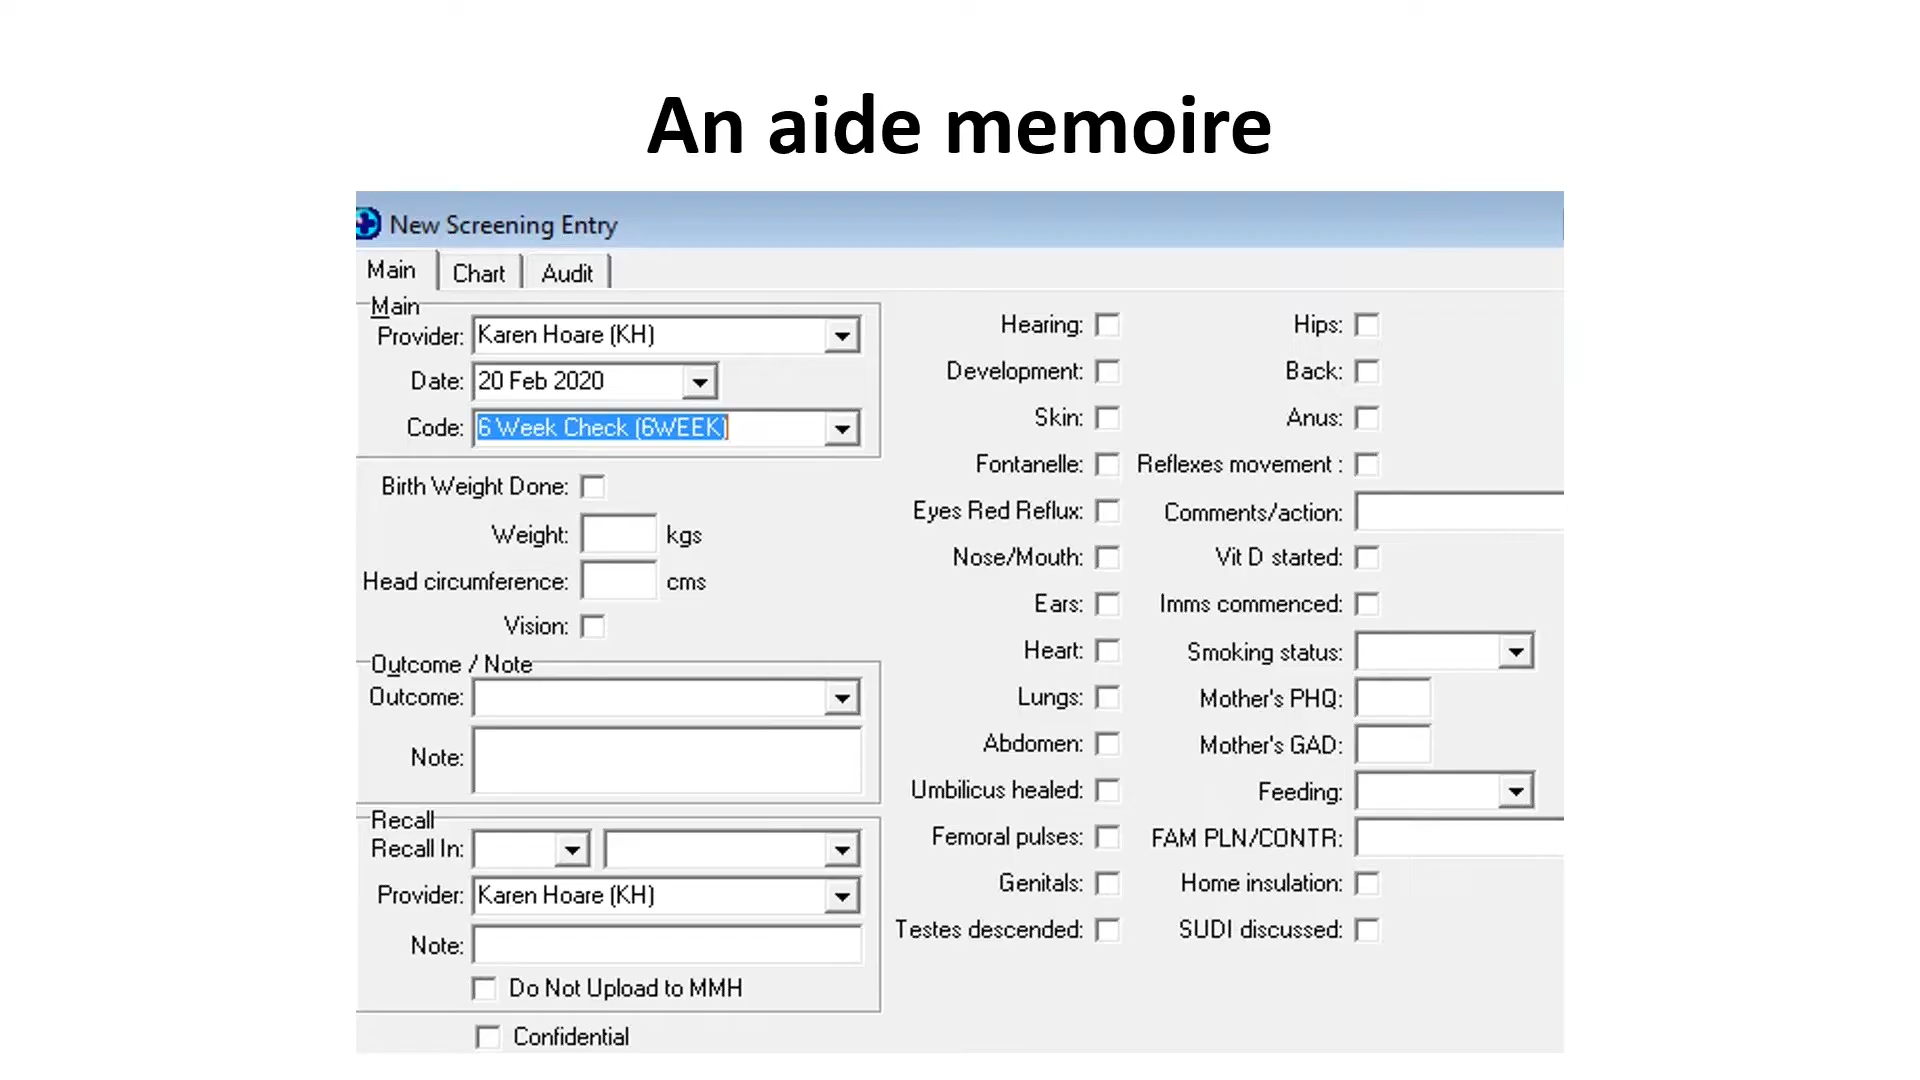 An aide memoire
New Screening Entry
Main Chart Audit
Main
Provider: Karen Hoare (KH)
Date: 20 Feb 2020
Code: 6 Week Check (6WEEK)
Birth Weight Done:
Weight: kgs
Head circumference: cms
Vision:
Outcome / Note
Outcome:
Note:
Recall
Recall In:
Provider: Karen Hoare (KH)
Note:
Do Not Upload to MMH
Confidential
Hearing:
Development:
Skin:
Fontanelle:
Eyes Red Reflux:
Nose/Mouth:
Ears:
Heart:
Lungs:
Abdomen:
Umbilicus healed:
Femoral pulses:
Genitals:
Testes descended:
Hips:
Back:
Anus:
Reflexes movement :
Comments/action:
Vit D started:
Imms commenced:
Smoking status:
Mother's PHQ:
Mother's GAD:
Feeding:
FAM PLN/CONTR:
Home insulation:
SUDI discussed: